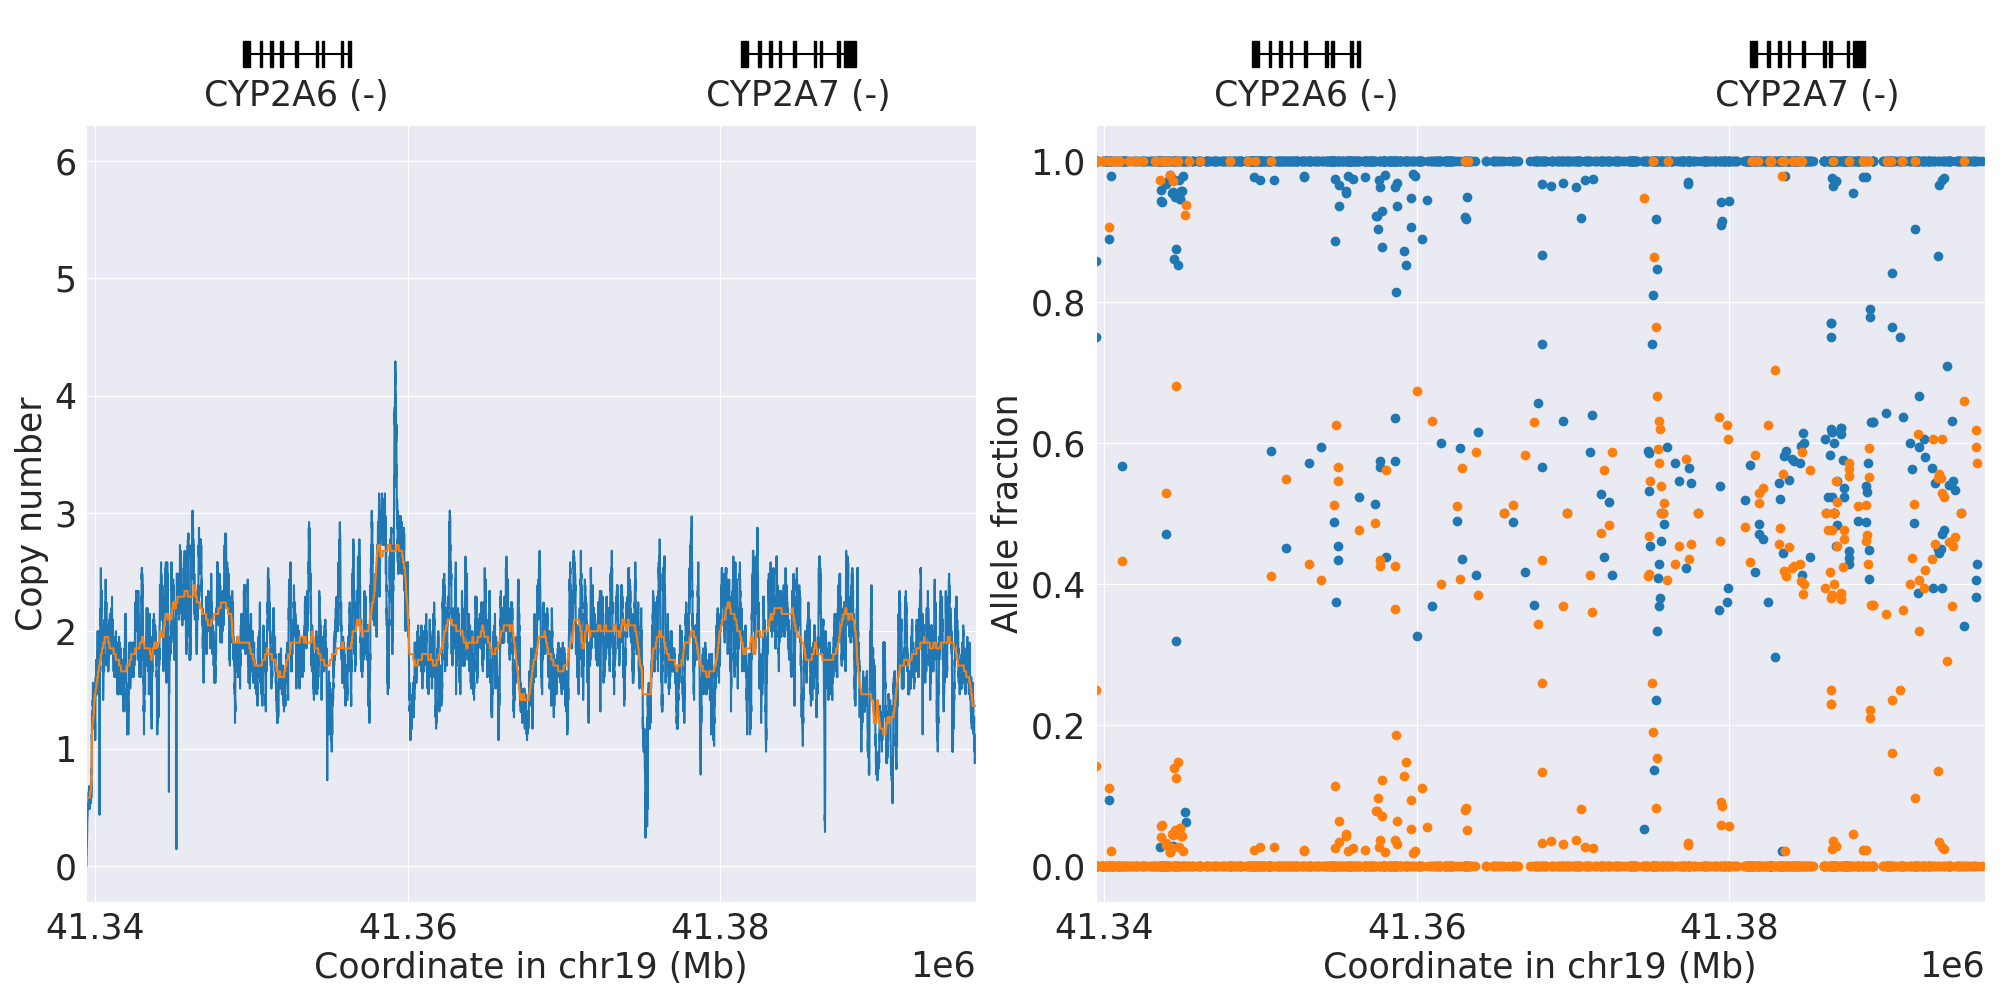 CYP2A6 (-) CYP2A7 (-)
CYP2A6 (-) CYP2A7 (-)
Copy number
6
5
4
3
2
1
0
41.34 41.36 41.38
Coordinate in chr19 (Mb) 1e6
Allele fraction
1.0
0.8
0.6
0.4
0.2
0.0
41.34 41.36 41.38
Coordinate in chr19 (Mb) 1e6